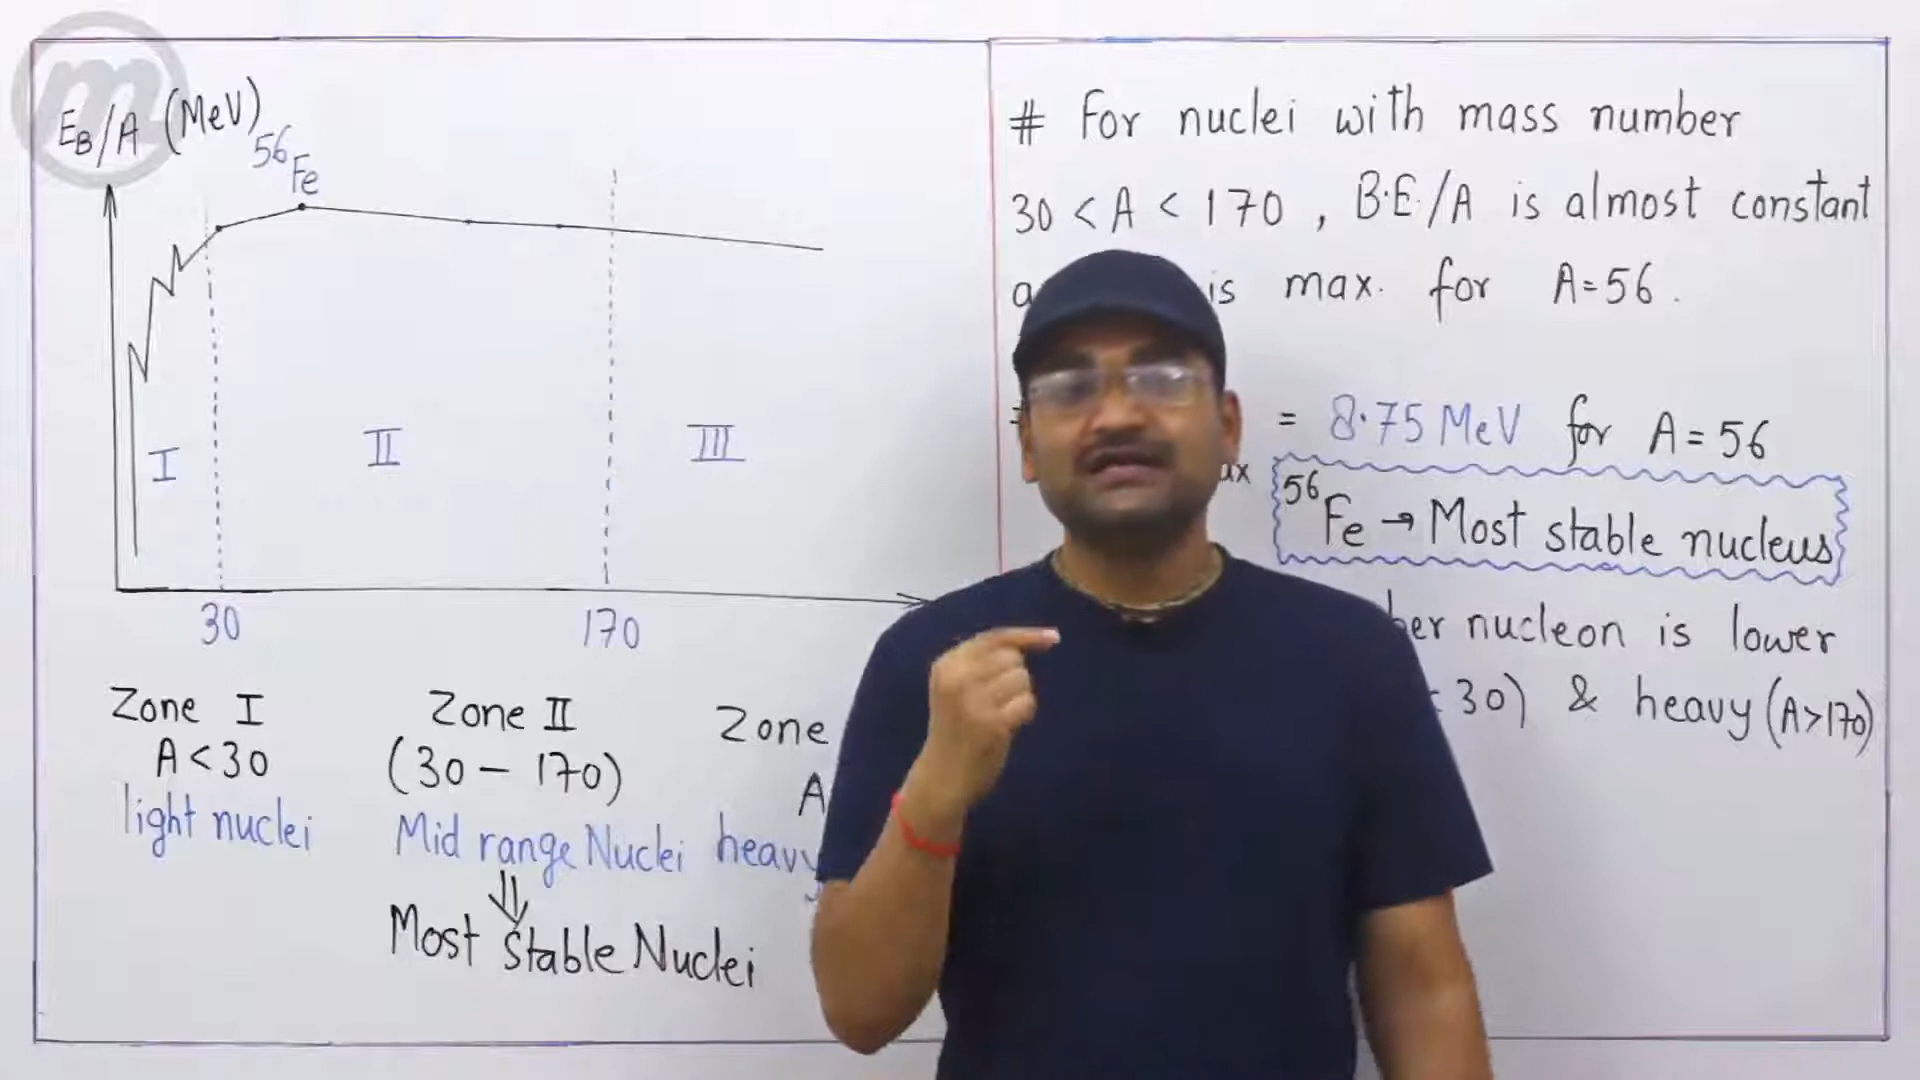 m
E_B/A (MeV)
⁵⁶Fe
I
II
III
30
170
Zone I
A < 30
light nuclei
Zone II
(30 – 170)
Mid range Nuclei
⇓
Most Stable Nuclei
Zone
A
heavy
# For nuclei with mass number
30 < A < 170 , B.E/A is almost constant
is max. for A = 56 .
= 8.75 MeV for A = 56
⁵⁶Fe → Most stable nucleus
nucleon is lower
30) & heavy (A>170)